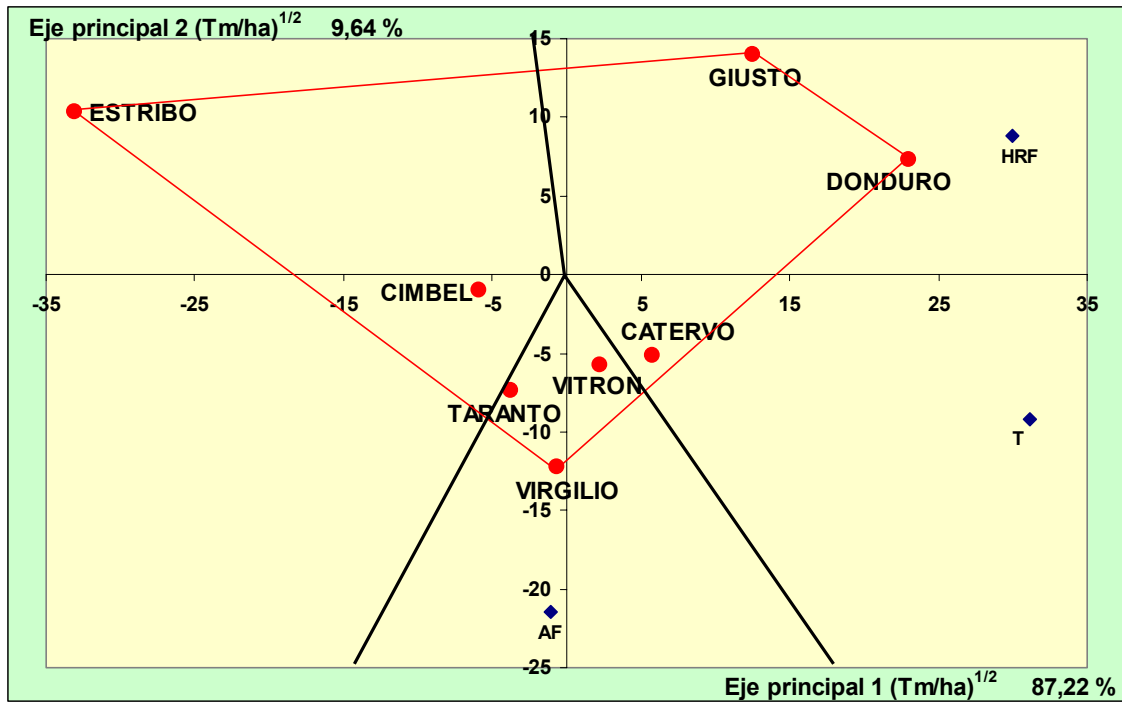 Eje principal 2 (Tm/ha)1/2 9,64 %
15
GIUSTO
ESTRIBO
10
HRF
DONDURO
5
0
-35 -25 -15 -5 5 15 25 35
CIMBEL
CATERVO
-5
VITRON
TARANTO
-10
T
VIRGILIO
-15
-20
AF
-25
Eje principal 1 (Tm/ha)1/2 87,22 %